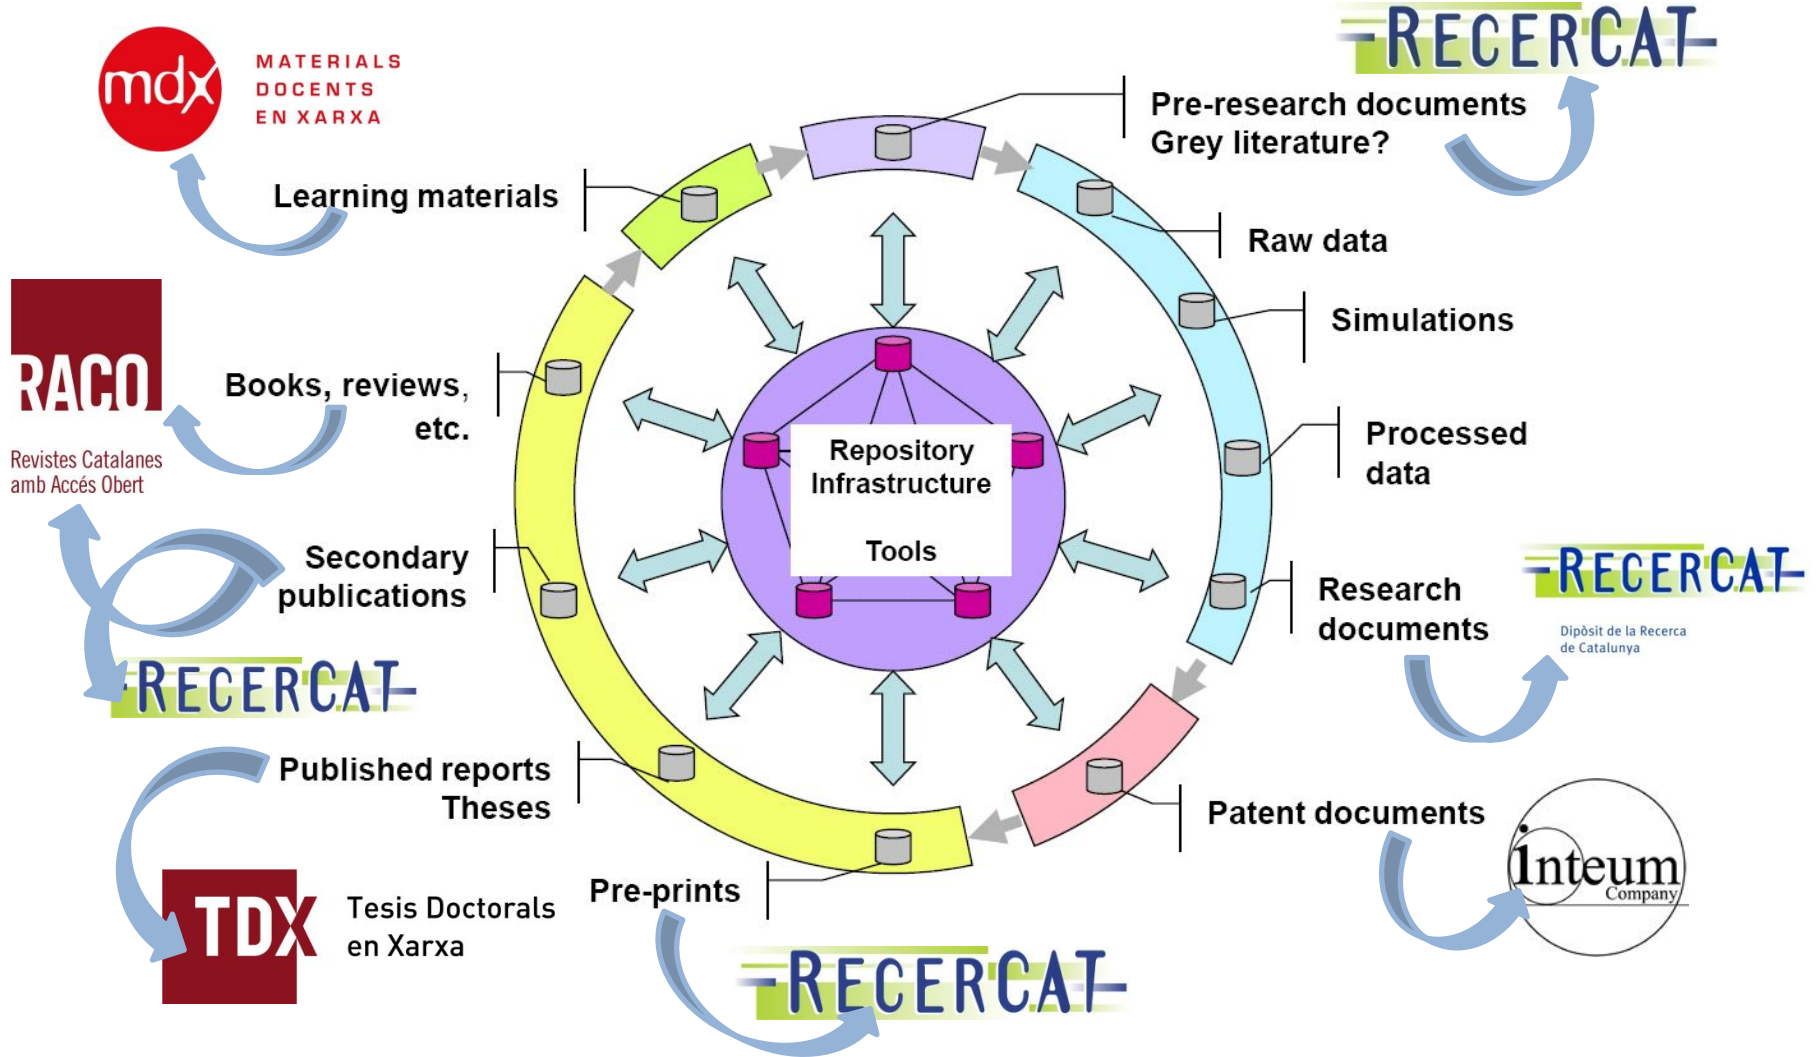 RECERCAT
mdx
MATERIALS
DOCENTS
EN XARXA
Pre-research documents
Grey literature?
Learning materials
Raw data
RACO
Revistes Catalanes
amb Accés Obert
Books, reviews,
etc.
Simulations
Repository
Infrastructure
Tools
Processed
data
Secondary
publications
RECERCAT
Research
documents
RECERCAT
Dipòsit de la Recerca
de Catalunya
Published reports
Theses
Patent documents
inteum
Company
TDX
Tesis Doctorals
en Xarxa
Pre-prints
RECERCAT